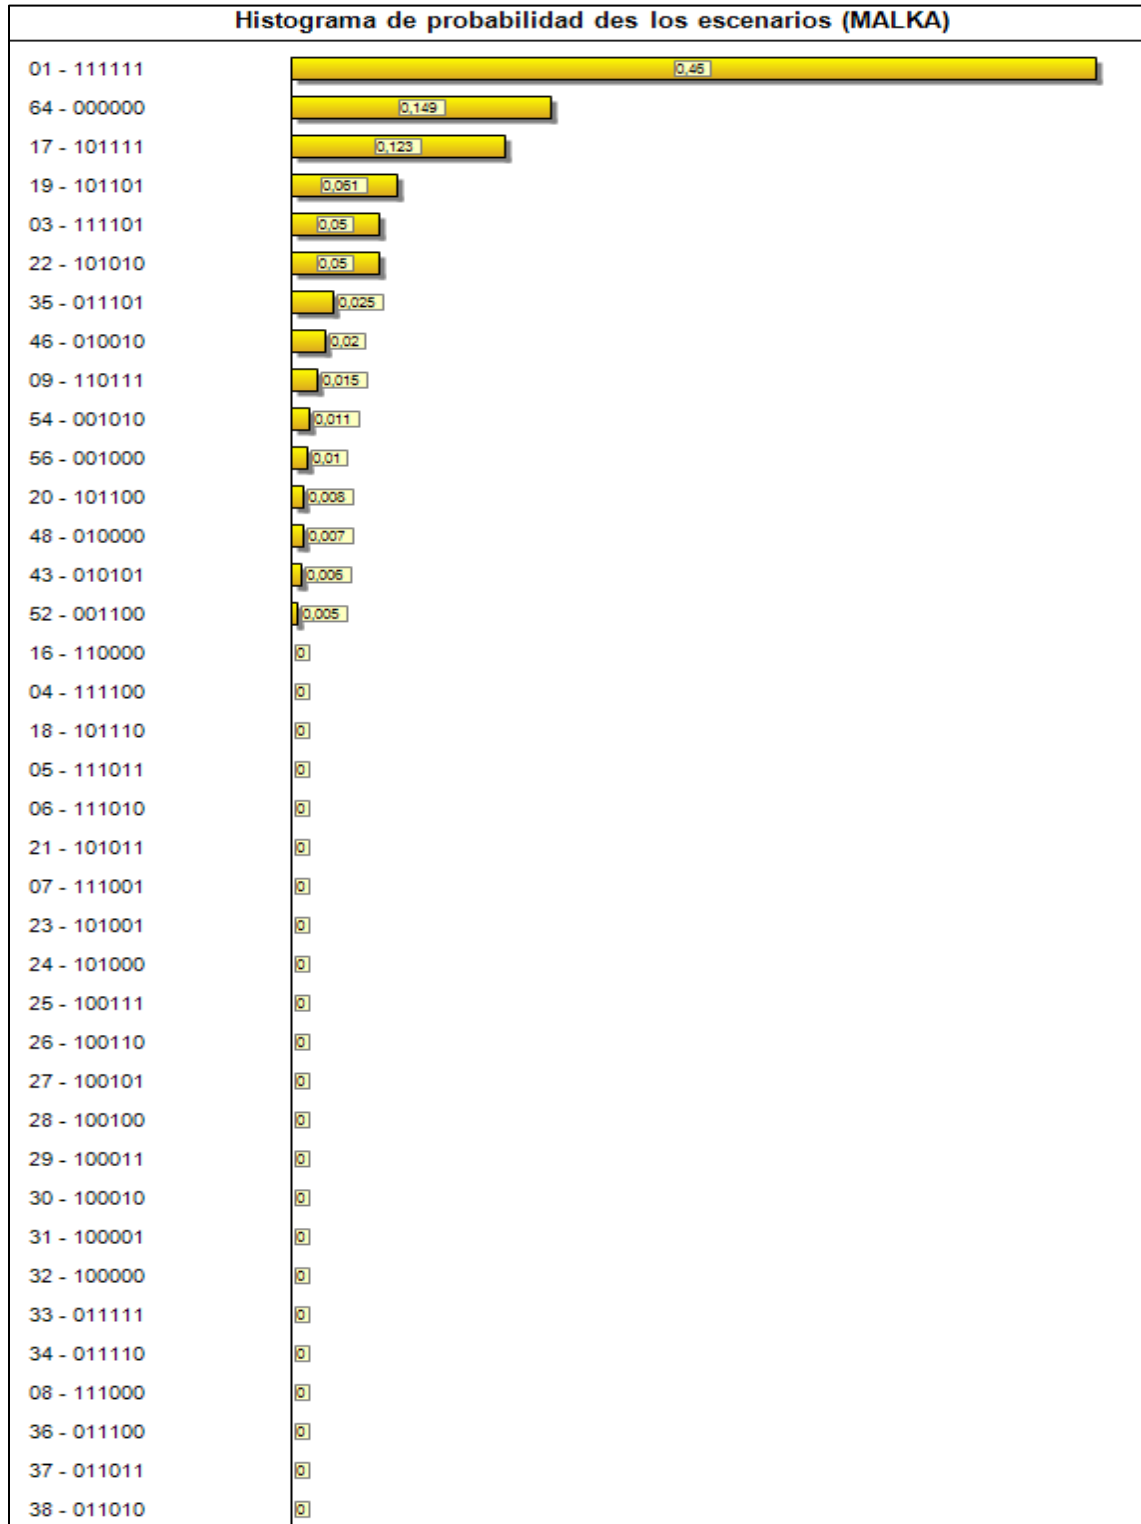 Histograma de probabilidad des los escenarios (MALKA)
01 - 111111 0,46
64 - 000000 0,149
17 - 101111 0,123
19 - 101101 0,061
03 - 111101 0,05
22 - 101010 0,05
35 - 011101 0,025
46 - 010010 0,02
09 - 110111 0,015
54 - 001010 0,011
56 - 001000 0,01
20 - 101100 0,008
48 - 010000 0,007
43 - 010101 0,006
52 - 001100 0,005
16 - 110000 0
04 - 111100 0
18 - 101110 0
05 - 111011 0
06 - 111010 0
21 - 101011 0
07 - 111001 0
23 - 101001 0
24 - 101000 0
25 - 100111 0
26 - 100110 0
27 - 100101 0
28 - 100100 0
29 - 100011 0
30 - 100010 0
31 - 100001 0
32 - 100000 0
33 - 011111 0
34 - 011110 0
08 - 111000 0
36 - 011100 0
37 - 011011 0
38 - 011010 0